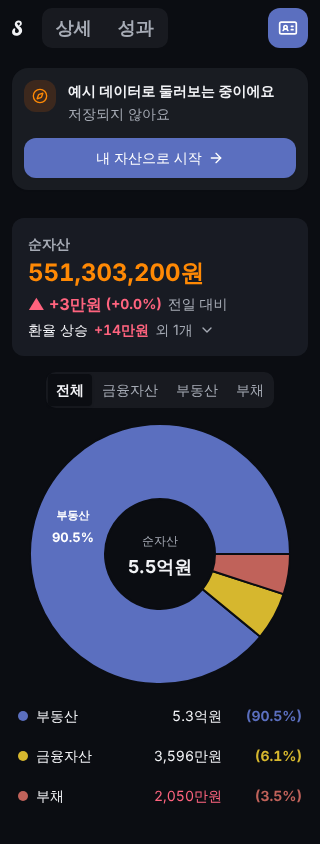 상세 성과
예시 데이터로 둘러보는 중이에요
저장되지 않아요
내 자산으로 시작 →
순자산
551,303,200원
▲ +3만원 (+0.0%) 전일 대비
환율 상승 +14만원 외 1개
전체 금융자산 부동산 부채
부동산
90.5%
순자산
5.5억원
부동산 5.3억원 (90.5%)
금융자산 3,596만원 (6.1%)
부채 2,050만원 (3.5%)